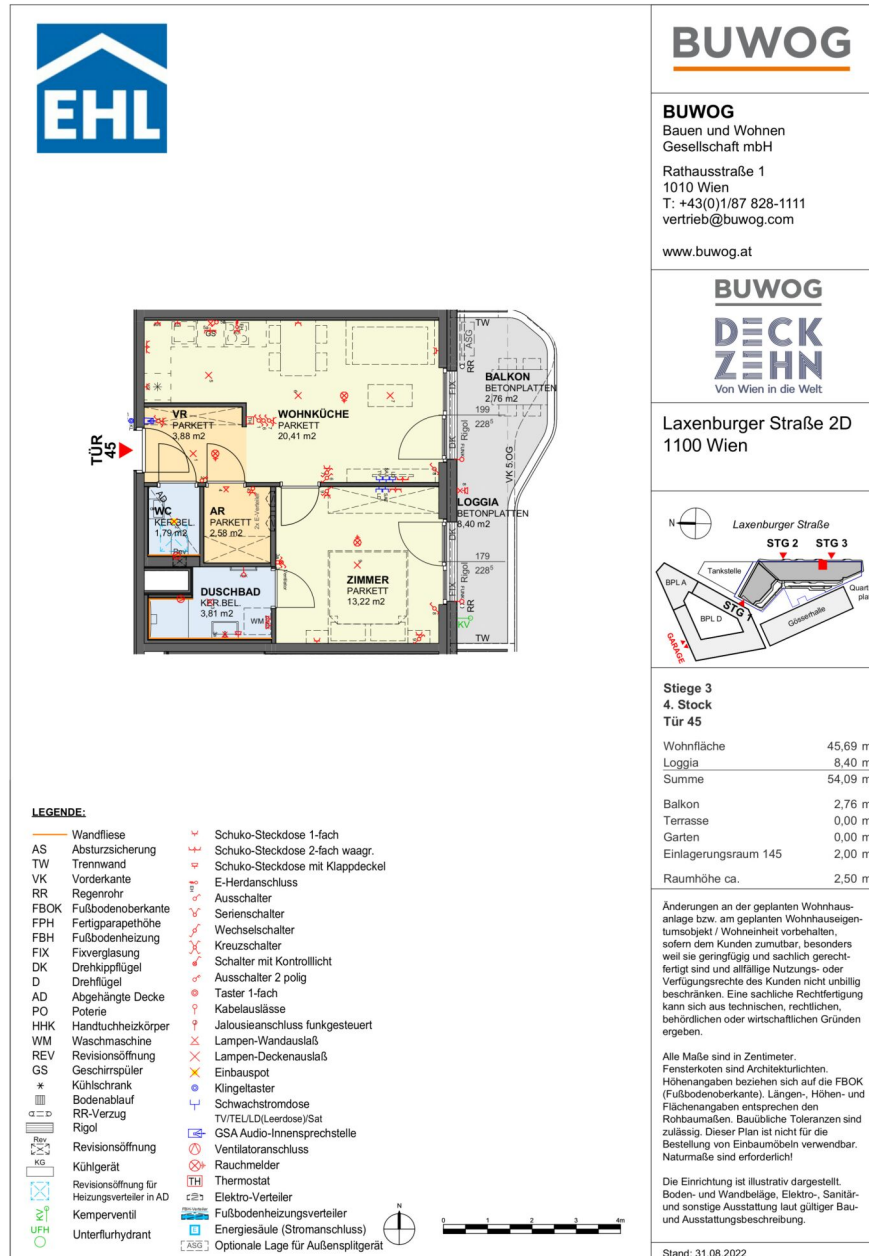 EHL
BUWOG
BUWOG
Bauen und Wohnen
Gesellschaft mbH
Rathausstraße 1
1010 Wien
T: +43(0)1/87 828-1111
vertrieb@buwog.com
www.buwog.at
BUWOG
DECK
ZEHN
Von Wien in die Welt
Laxenburger Straße 2D
1100 Wien
N
Laxenburger Straße
STG 2 STG 3
Tankstelle
BPL A
BPL D
STG 1
Gösserhalle
GARAGE
TÜR
45
VR
PARKETT
3,88 m2
WOHNKÜCHE
PARKETT
20,41 m2
GS
TW
ASG
RR
BALKON
BETONPLATTEN
2,76 m2
FIX
199
228⁵
DK
Rigol
VK 5.OG
WC
KER.BEL.
1,79 m2
AD
Rev
AR
PARKETT
2,58 m2
LOGGIA
BETONPLATTEN
8,40 m2
DK
179
228⁵
Rigol
FIX
RR
KV
TW
ZIMMER
PARKETT
13,22 m2
DUSCHBAD
KER.BEL.
3,81 m2
WM
Stiege 3
4. Stock
Tür 45
Wohnfläche 45,69 m
Loggia 8,40 m
Summe 54,09 m
Balkon 2,76 m
Terrasse 0,00 m
Garten 0,00 m
Einlagerungsraum 145 2,00 m
Raumhöhe ca. 2,50 m
Änderungen an der geplanten Wohnhaus-
anlage bzw. am geplanten Wohnhauseigen-
tumsobjekt / Wohneinheit vorbehalten,
sofern dem Kunden zumutbar, besonders
weil sie geringfügig und sachlich gerecht-
fertigt sind und allfällige Nutzungs- oder
Verfügungsrechte des Kunden nicht unbillig
beschränken. Eine sachliche Rechtfertigung
kann sich aus technischen, rechtlichen,
behördlichen oder wirtschaftlichen Gründen
ergeben.
Alle Maße sind in Zentimeter.
Fensterkoten sind Architekturlichten.
Höhenangaben beziehen sich auf die FBOK
(Fußbodenoberkante). Längen-, Höhen- und
Flächenangaben entsprechen den
Rohbaumaßen. Bauübliche Toleranzen sind
zulässig. Dieser Plan ist nicht für die
Bestellung von Einbaumöbeln verwendbar.
Naturmaße sind erforderlich!
Die Einrichtung ist illustrativ dargestellt.
Boden- und Wandbeläge, Elektro-, Sanitär-
und sonstige Ausstattung laut gültiger Bau-
und Ausstattungsbeschreibung.
Stand: 31.08.2022
LEGENDE:
Wandfliese
AS Absturzsicherung
TW Trennwand
VK Vorderkante
RR Regenrohr
FBOK Fußbodenoberkante
FPH Fertigparapethöhe
FBH Fußbodenheizung
FIX Fixverglasung
DK Drehkippflügel
D Drehflügel
AD Abgehängte Decke
PO Poterie
HHK Handtuchheizkörper
WM Waschmaschine
REV Revisionsöffnung
GS Geschirrspüler
Kühlschrank
Bodenablauf
RR-Verzug
Rigol
Rev Revisionsöffnung
KG Kühlgerät
Revisionsöffnung für
Heizungsverteiler in AD
KV Kemperventil
UFH Unterflurhydrant
Schuko-Steckdose 1-fach
Schuko-Steckdose 2-fach waagr.
Schuko-Steckdose mit Klappdeckel
E-Herdanschluss
Ausschalter
Serienschalter
Wechselschalter
Kreuzschalter
Schalter mit Kontrolllicht
Ausschalter 2 polig
Taster 1-fach
Kabelauslässe
Jalousieanschluss funkgesteuert
Lampen-Wandauslaß
Lampen-Deckenauslaß
Einbauspot
Klingeltaster
Schwachstromdose
TV/TEL/LD(Leerdose)/Sat
GSA Audio-Innensprechstelle
Ventilatoranschluss
Rauchmelder
TH Thermostat
Elektro-Verteiler
Fußbodenheizungsverteiler
E Energiesäule (Stromanschluss)
ASG Optionale Lage für Außensplitgerät
N
0 1 2 3 4m